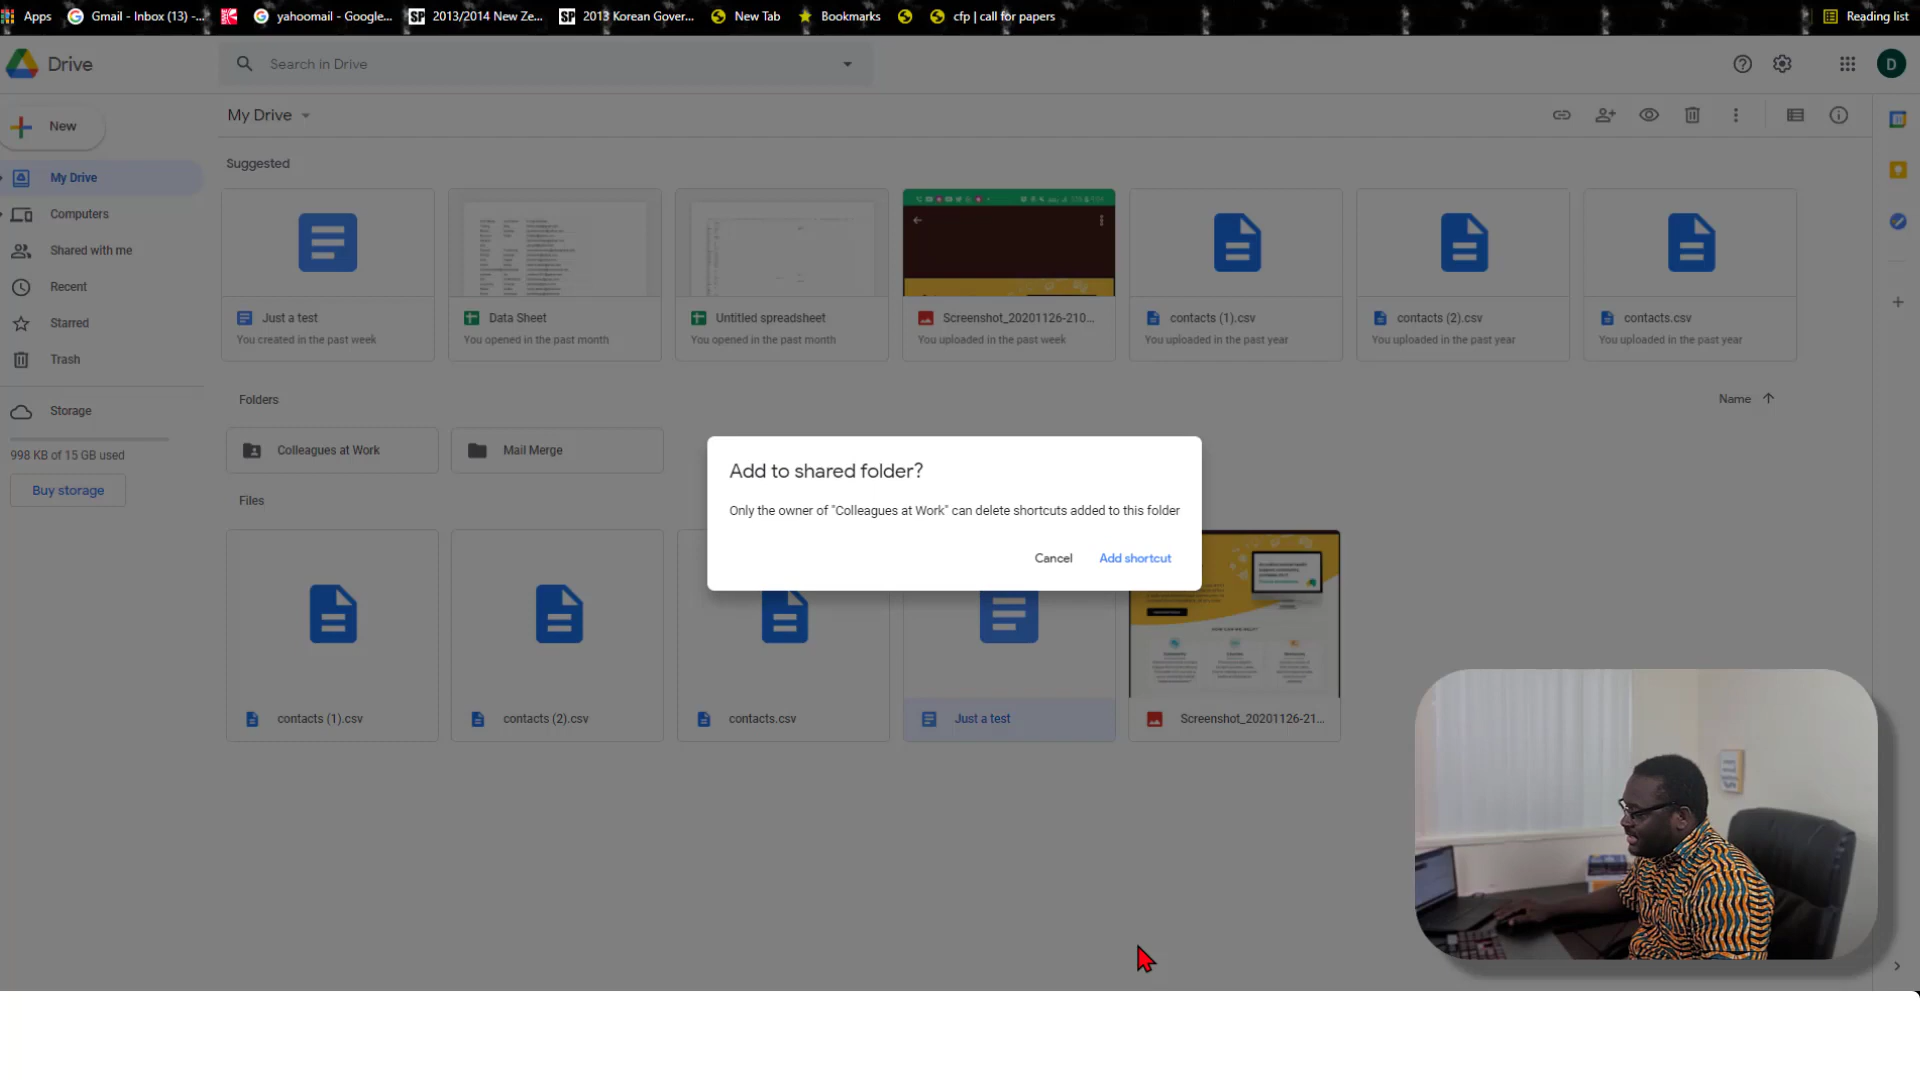 Apps
Gmail - Inbox (13) -...
yahoomail - Google...
SP 2013/2014 New Ze...
SP 2013 Korean Gover...
New Tab
Bookmarks
cfp | call for papers
Reading list
Drive
Search in Drive
D
New
My Drive
My Drive
Computers
Shared with me
Recent
Starred
Trash
Storage
998 KB of 15 GB used
Buy storage
Suggested
Just a test
You created in the past week
Data Sheet
You opened in the past month
Untitled spreadsheet
You opened in the past month
Screenshot_20201126-210...
You uploaded in the past week
contacts (1).csv
You uploaded in the past year
contacts (2).csv
You uploaded in the past year
contacts.csv
You uploaded in the past year
Folders
Name
Colleagues at Work
Mail Merge
Add to shared folder?
Only the owner of "Colleagues at Work" can delete shortcuts added to this folder
Cancel
Add shortcut
Files
contacts (1).csv
contacts (2).csv
contacts.csv
Just a test
Screenshot_20201126-21...